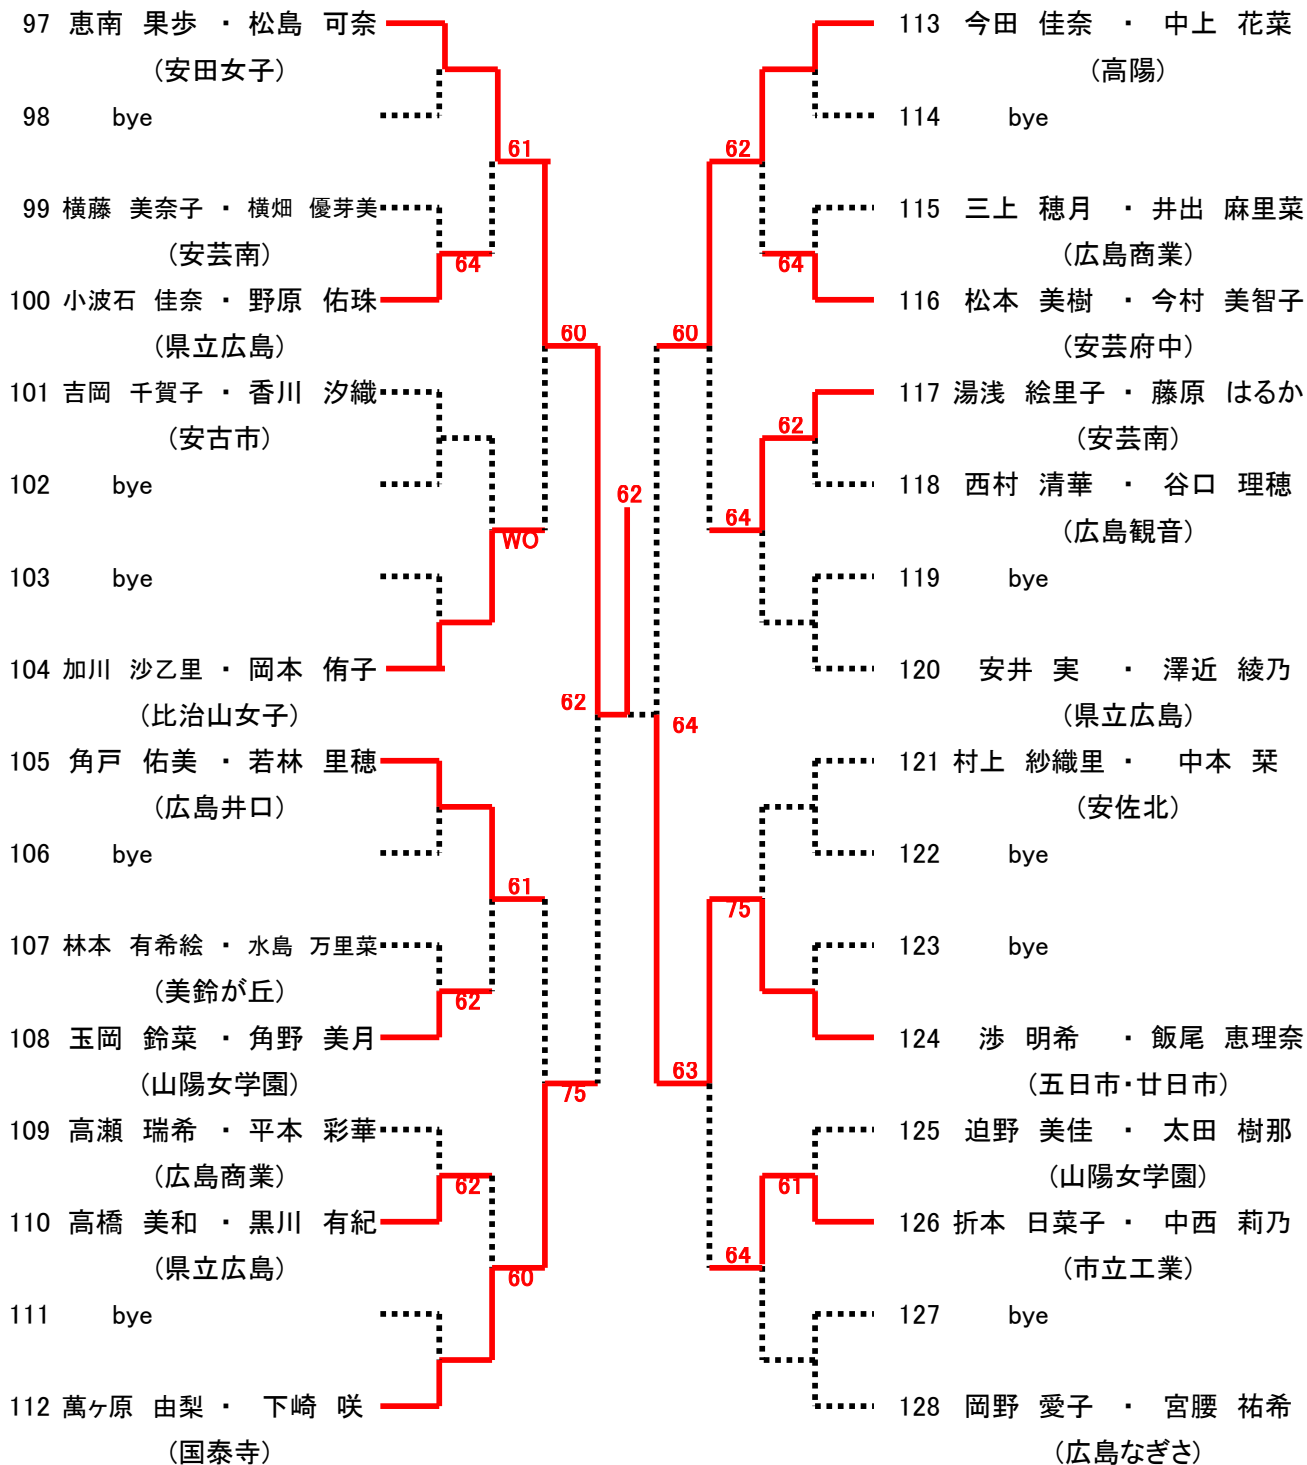 97 恵南 果歩 ・ 松島 可奈
(安田女子)
98 bye
61
99 横藤 美奈子 ・ 横畑 優芽美
(安芸南)
64
100 小波石 佳奈 ・ 野原 佑珠
(県立広島)
60
101 吉岡 千賀子 ・ 香川 汐織
(安古市)
102 bye
WO
103 bye
104 加川 沙乙里 ・ 岡本 侑子
(比治山女子)
62
62
105 角戸 佑美 ・ 若林 里穂
(広島井口)
106 bye
61
107 林本 有希絵 ・ 水島 万里菜
(美鈴が丘)
62
108 玉岡 鈴菜 ・ 角野 美月
(山陽女学園)
75
109 高瀬 瑞希 ・ 平本 彩華
(広島商業)
62
110 高橋 美和 ・ 黒川 有紀
(県立広島)
60
111 bye
112 萬ヶ原 由梨 ・ 下崎 咲
(国泰寺)
113 今田 佳奈 ・ 中上 花菜
(高陽)
114 bye
62
115 三上 穂月 ・ 井出 麻里菜
(広島商業)
64
116 松本 美樹 ・ 今村 美智子
(安芸府中)
60
117 湯浅 絵里子 ・ 藤原 はるか
(安芸南)
62
118 西村 清華 ・ 谷口 理穂
(広島観音)
64
119 bye
120 安井 実 ・ 澤近 綾乃
(県立広島)
64
121 村上 紗織里 ・ 中本 栞
(安佐北)
122 bye
75
123 bye
124 渉 明希 ・ 飯尾 恵理奈
(五日市・廿日市)
63
125 迫野 美佳 ・ 太田 樹那
(山陽女学園)
61
126 折本 日菜子 ・ 中西 莉乃
(市立工業)
64
127 bye
128 岡野 愛子 ・ 宮腰 祐希
(広島なぎさ)